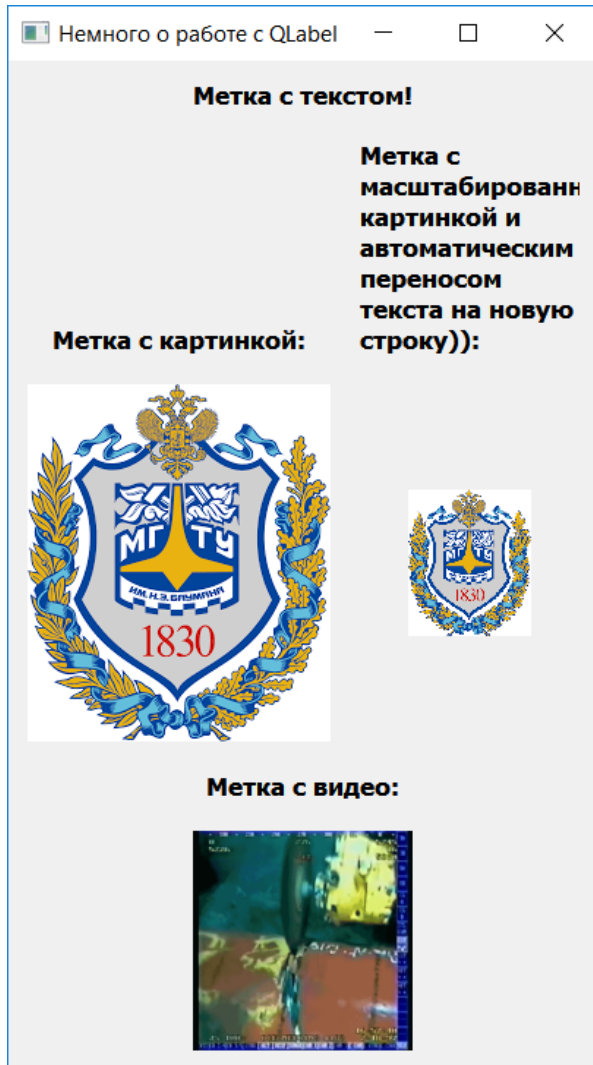 Немного о работе с QLabel
Метка с текстом!
Метка с картинкой:
Метка с
масштабированн
картинкой и
автоматическим
переносом
текста на новую
строку)):
МГТУ
ИМ. Н.Э. БАУМАНА
1830
МГТУ
1830
Метка с видео: